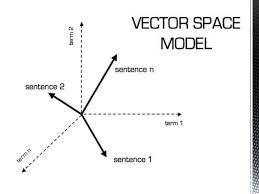 VECTOR SPACE
MODEL
term 2
sentence n
sentence 2
term 1
term n
sentence 1